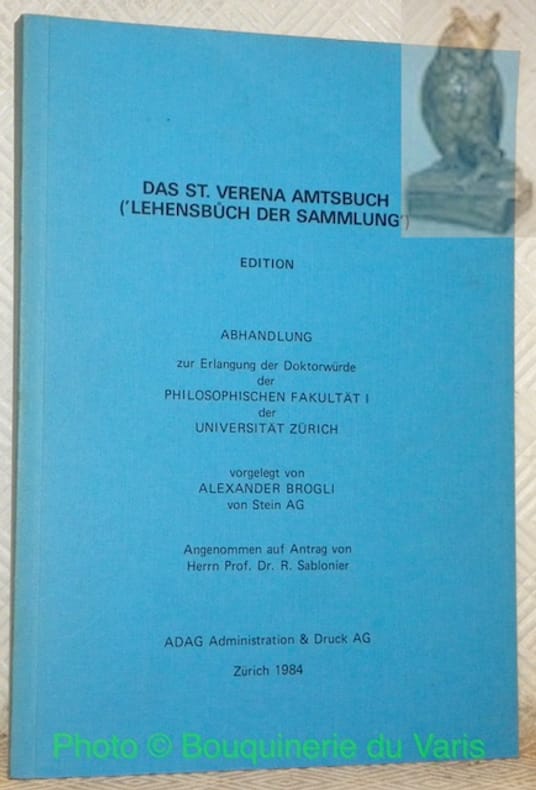 DAS ST. VERENA AMTSBUCH
('LEHENSBŮCH DER SAMMLUNG')
EDITION
ABHANDLUNG
zur Erlangung der Doktorwürde
der
PHILOSOPHISCHEN FAKULTÄT I
der
UNIVERSITÄT ZÜRICH
vorgelegt von
ALEXANDER BROGLI
von Stein AG
Angenommen auf Antrag von
Herrn Prof. Dr. R. Sablonier
ADAG Administration & Druck AG
Zürich 1984
Photo © Bouquinerie du Varis